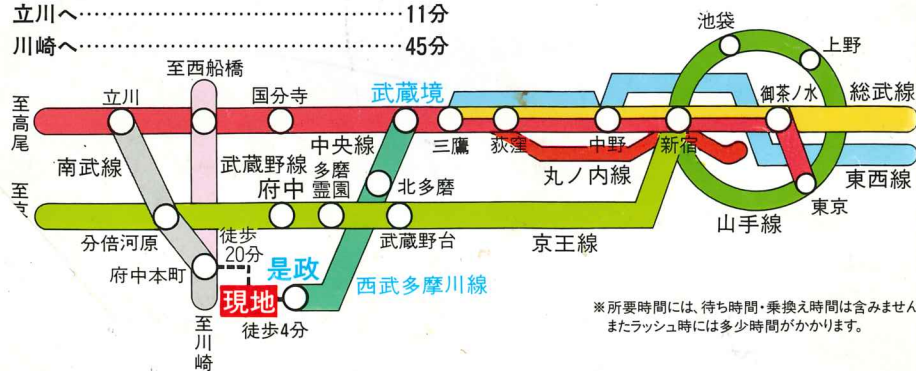 立川へ……………………………………11分
川崎へ……………………………………45分
至西船橋
池袋
上野
至高尾
立川
国分寺
武蔵境
御茶ノ水
総武線
中央線
三鷹
荻窪
中野
新宿
南武線
武蔵野線
丸ノ内線
東西線
府中
多磨
霊園
北多磨
東京
山手線
至京
分倍河原
武蔵野台
京王線
徒歩
20分
府中本町
是政
西武多摩川線
現地
徒歩4分
至川崎
※所要時間には、待ち時間・乗換え時間は含みません
またラッシュ時には多少時間がかかります。